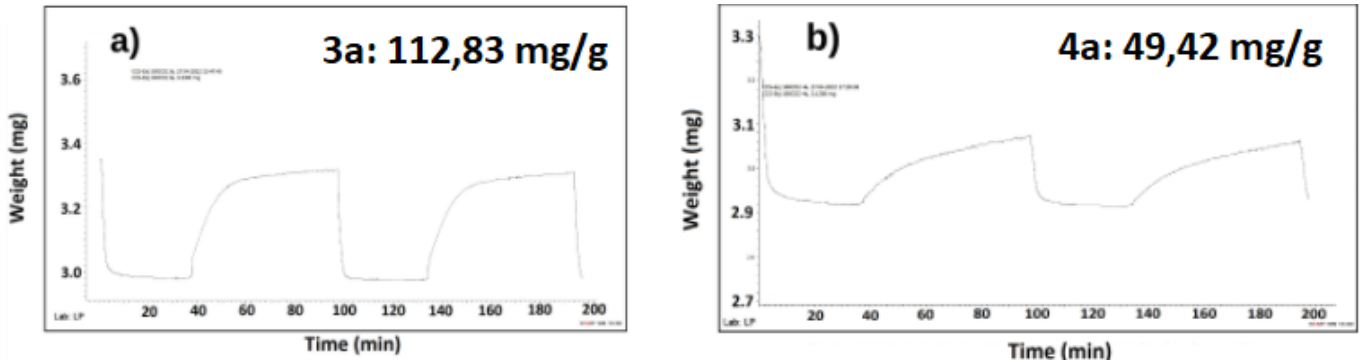 a)
3a: 112,83 mg/g
3.6
3.4
3.2
3.0
Weight (mg)
20 40 60 80 100 120 140 160 180 200
Lab: LP
Time (min)
b)
4a: 49,42 mg/g
3.3
3.1
2.9
2.7
Weight (mg)
20 40 60 80 100 120 140 160 180 200
Lab: LP
Time (min)